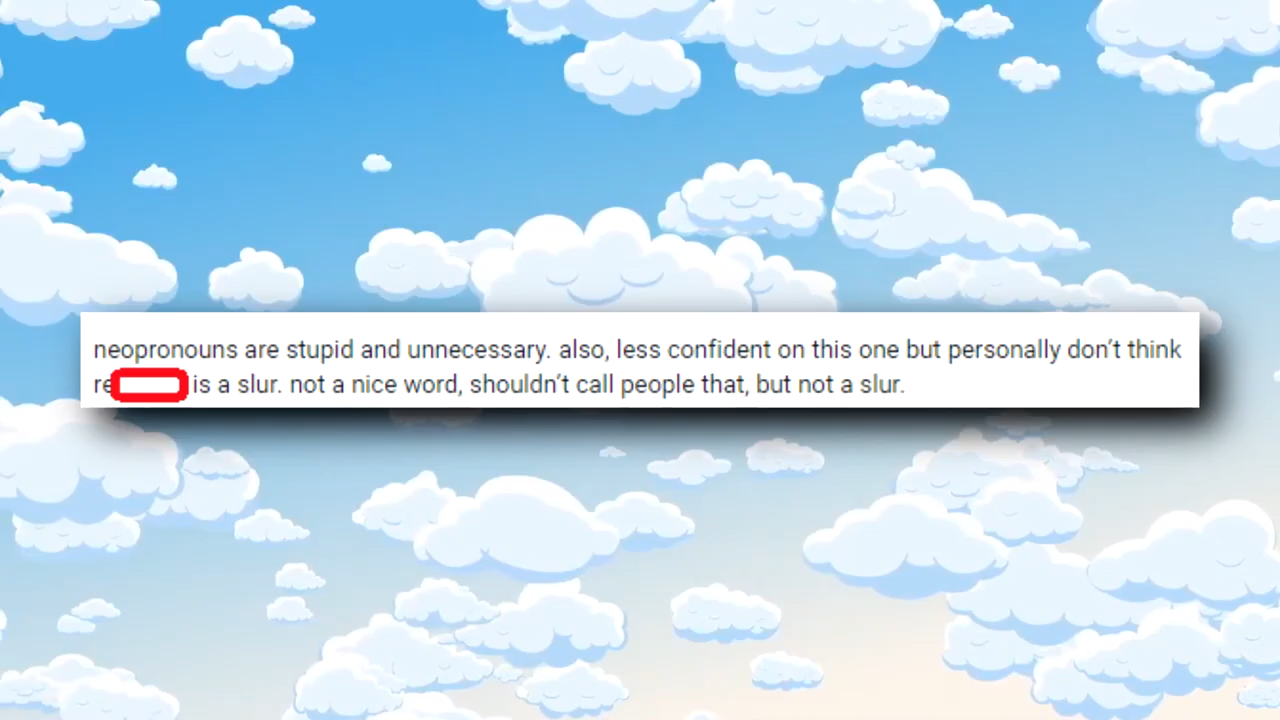 neopronouns are stupid and unnecessary. also, less confident on this one but personally don't think
re is a slur. not a nice word, shouldn't call people that, but not a slur.